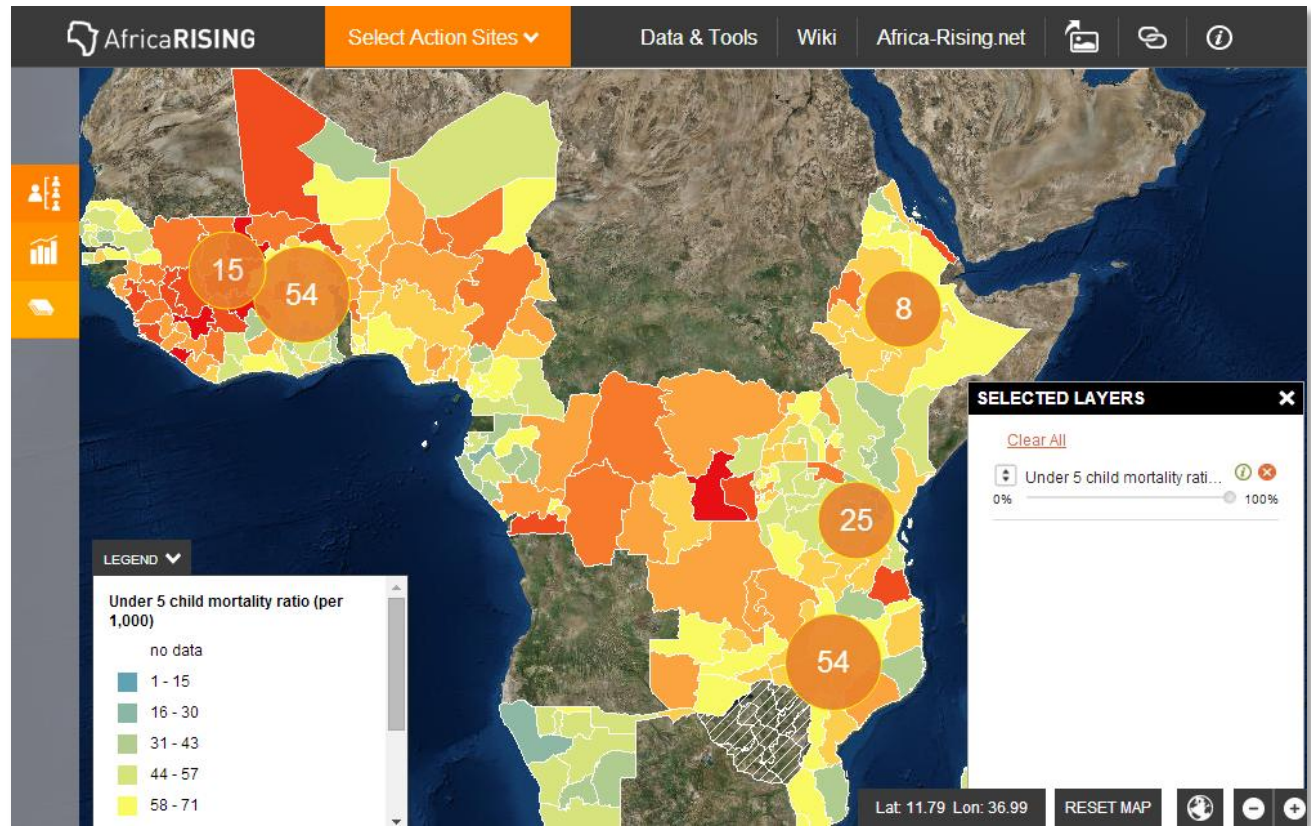 AfricaRISING
Select Action Sites
Data & Tools
Wiki
Africa-Rising.net
15
54
8
25
54
SELECTED LAYERS
Clear All
Under 5 child mortality rati...
0%
100%
LEGEND
Under 5 child mortality ratio (per
1,000)
no data
1 - 15
16 - 30
31 - 43
44 - 57
58 - 71
Lat: 11.79 Lon: 36.99
RESET MAP